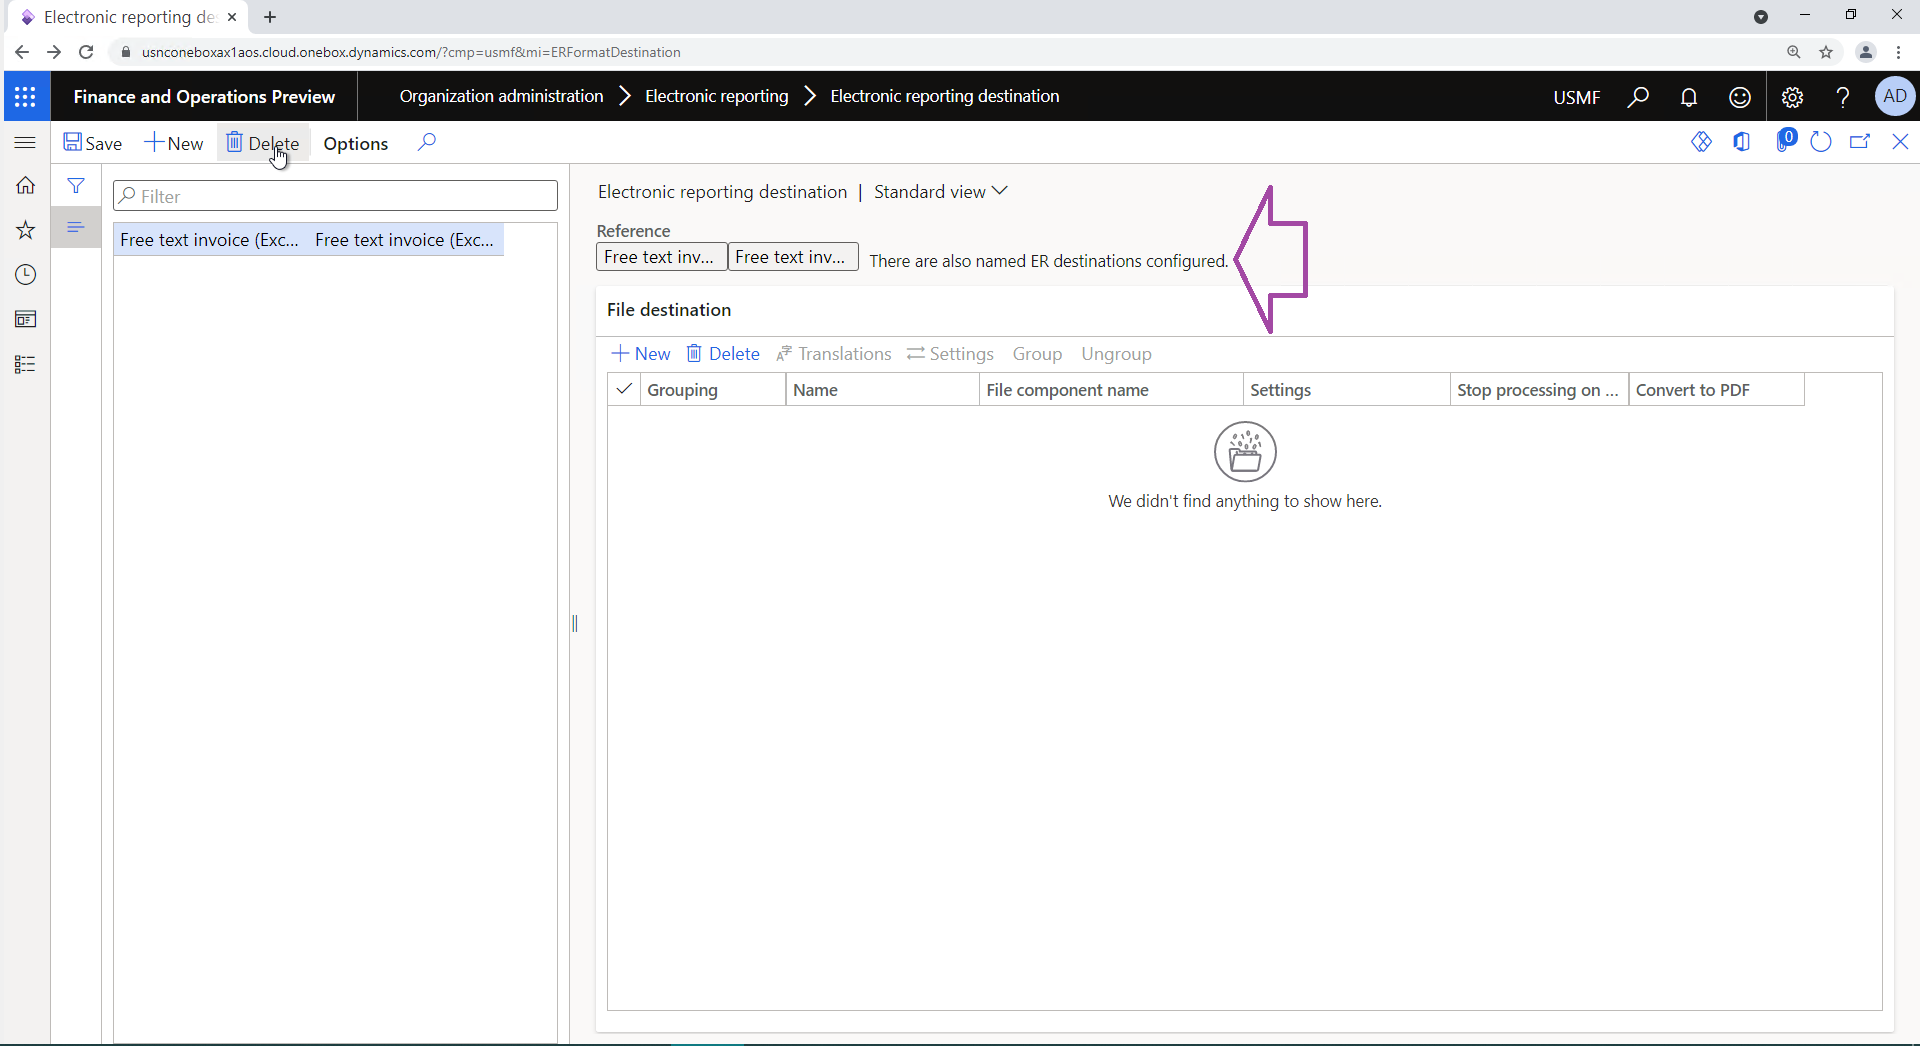 Electronic reporting de
usnconeboxax1aos.cloud.onebox.dynamics.com/?cmp=usmf&mi=ERFormatDestination
Finance and Operations Preview
Organization administration > Electronic reporting > Electronic reporting destination
USMF
AD
Save New Delete Options
0
Filter
Free text invoice (Exc... Free text invoice (Exc...
Electronic reporting destination | Standard view
Reference
Free text inv... Free text inv... There are also named ER destinations configured.
File destination
New Delete Translations Settings Group Ungroup
Grouping Name File component name Settings Stop processing on ... Convert to PDF
We didn't find anything to show here.